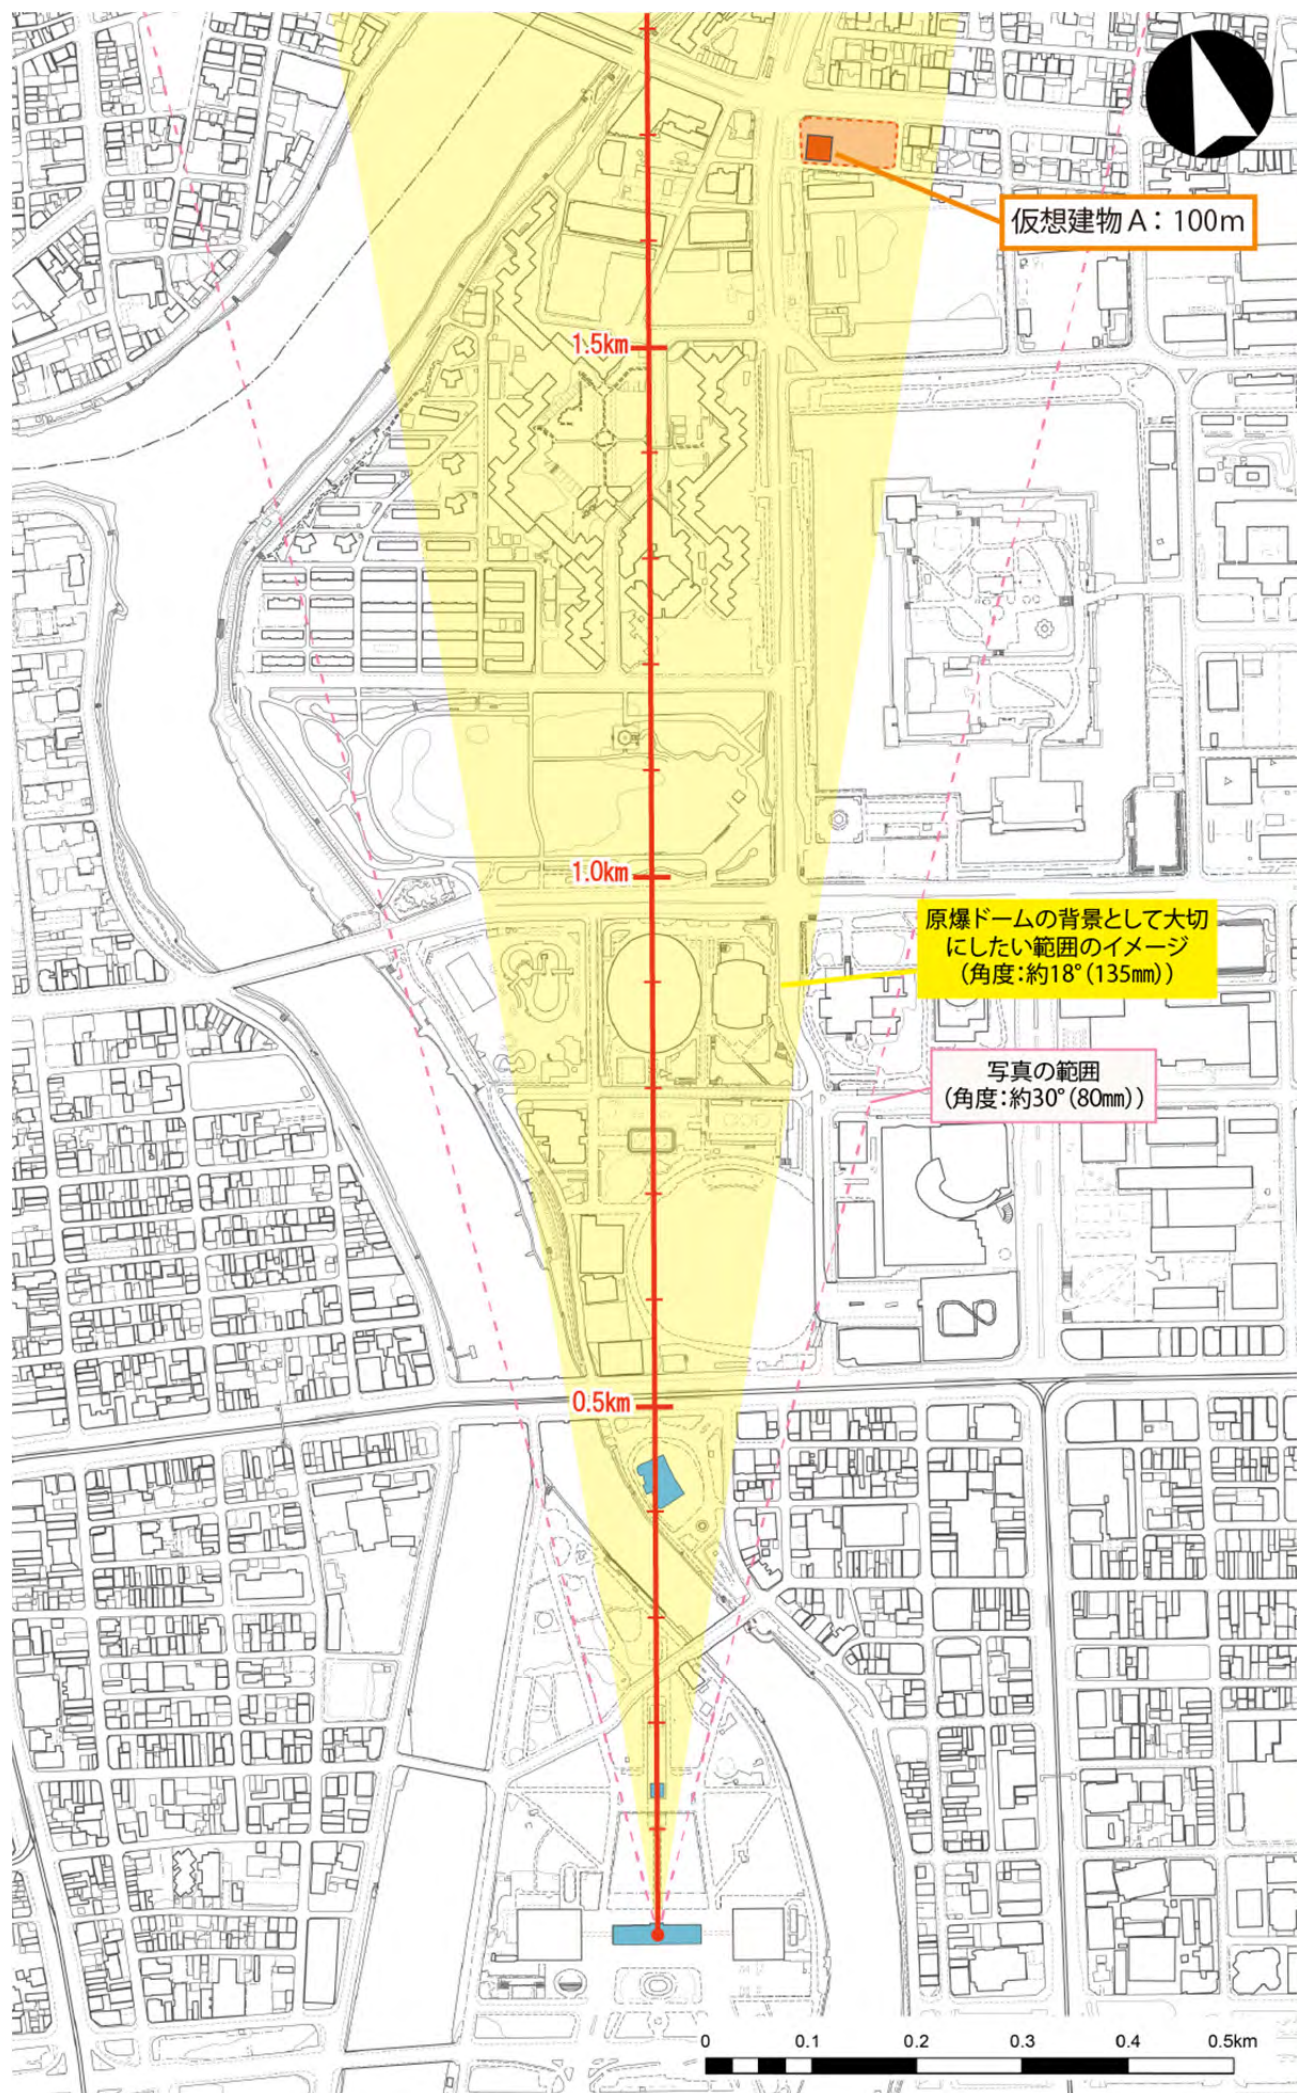 仮想建物A：100m
1.5km
1.0km
原爆ドームの背景として大切
にしたい範囲のイメージ
（角度：約18°（135㎜））
写真の範囲
（角度：約30°（80㎜））
0.5km
0 0.1 0.2 0.3 0.4 0.5km